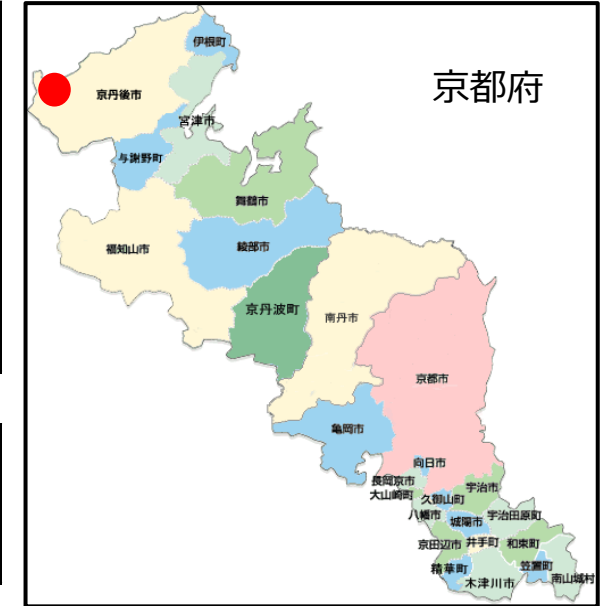 京都府
伊根町
京丹後市
宮津市
与謝野町
舞鶴市
福知山市
綾部市
京丹波町
南丹市
京都市
亀岡市
向日市
長岡京市
大山崎町
宇治市
久御山町
八幡市
城陽市
宇治田原町
京田辺市
井手町
和束町
精華町
笠置町
木津川市
南山城村